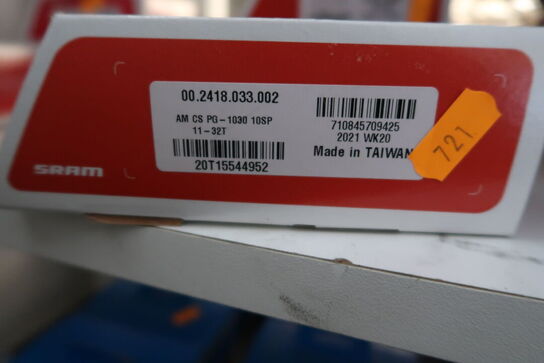 00.2418.033.002
AM CS PG-1030 10SP
11-32T
20T15544952
710845709425
2021 WK20
Made in TAIWAN
721
SRAM